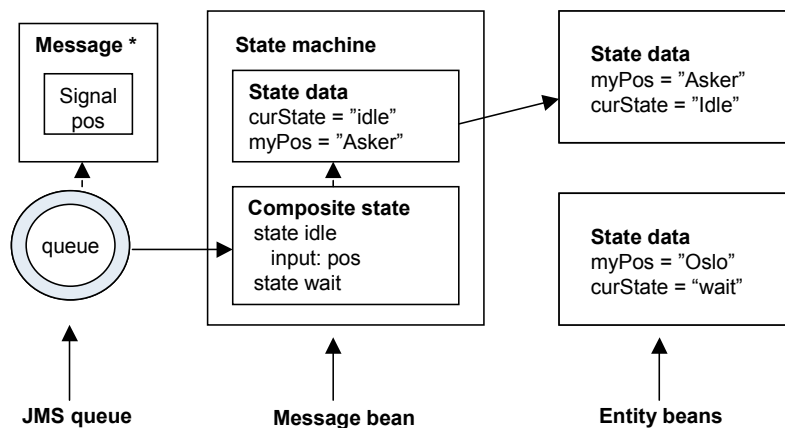 Message *
Signal
pos
queue
JMS queue
State machine
State data
curState = ”idle”
myPos = ”Asker”
Composite state
state idle
input: pos
state wait
Message bean
State data
myPos = ”Asker”
curState = ”Idle”
State data
myPos = ”Oslo”
curState = “wait”
Entity beans